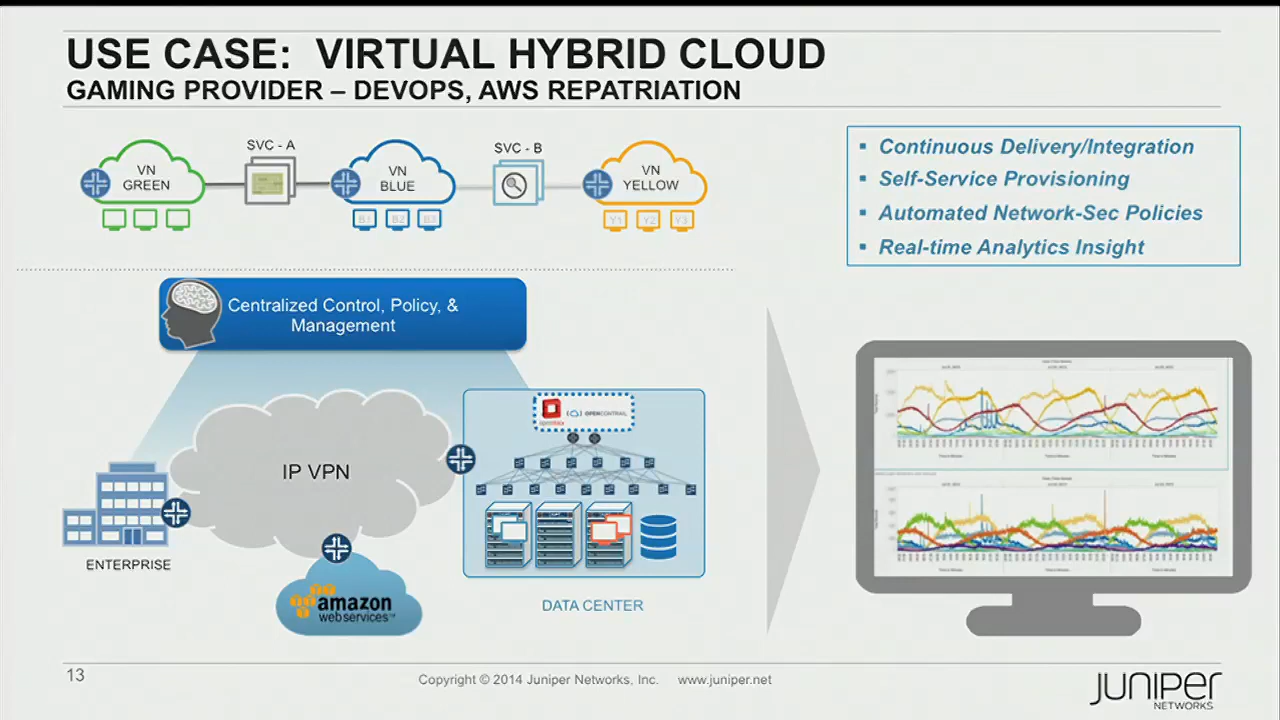 USE CASE: VIRTUAL HYBRID CLOUD
GAMING PROVIDER – DEVOPS, AWS REPATRIATION
VN
GREEN
SVC - A
VN
BLUE
B1 B2 B3
SVC - B
VN
YELLOW
Y1 Y2 Y3
▪ Continuous Delivery/Integration
▪ Self-Service Provisioning
▪ Automated Network-Sec Policies
▪ Real-time Analytics Insight
Centralized Control, Policy, &
Management
IP VPN
ENTERPRISE
amazon
webservices™
openstack
OPENCONTRAIL
DATA CENTER
13
Copyright © 2014 Juniper Networks, Inc. www.juniper.net
JUNIPER
NETWORKS